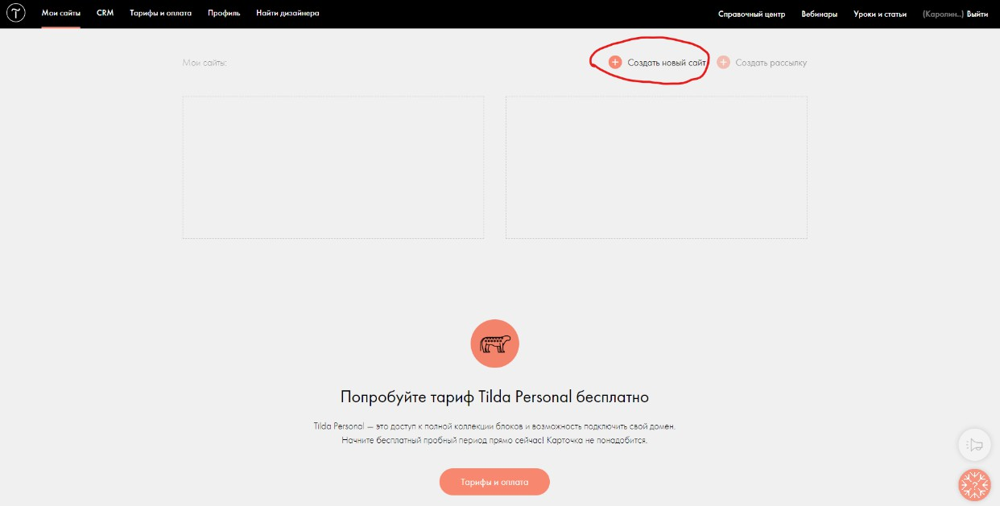 Мои сайты CRM Тарифы и оплата Профиль Найти дизайнера Справочный центр Вебинары Уроки и статьи (Каролин..) Выйти
Мои сайты: + Создать новый сайт + Создать рассылку
Попробуйте тариф Tilda Personal бесплатно
Tilda Personal — это доступ к полной коллекции блоков и возможность подключить свой домен.
Начните бесплатный пробный период прямо сейчас! Карточка не понадобится.
Тарифы и оплата
?